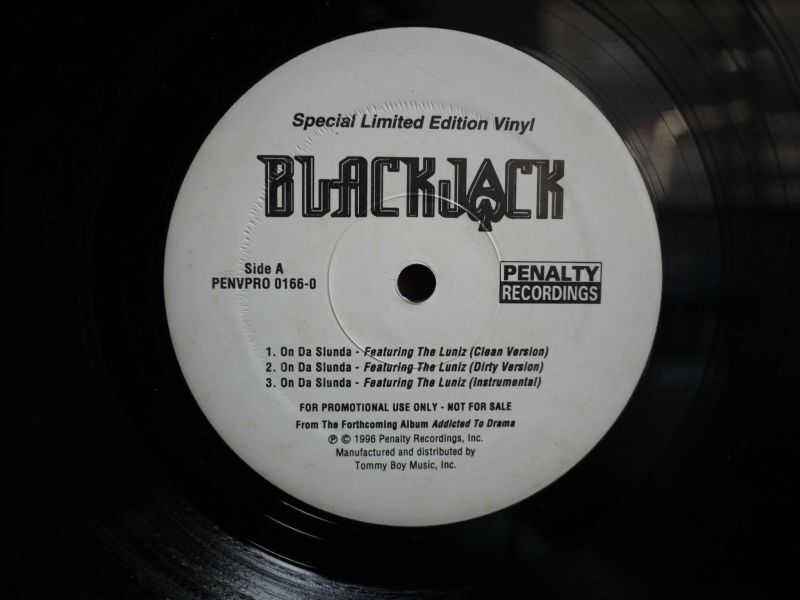 Special Limited Edition Vinyl
BLACKJACK
Side A
PENVPRO 0166-0
PENALTY
RECORDINGS
1. On Da Slunda - Featuring The Luniz (Clean Version)
2. On Da Slunda - Featuring The Luniz (Dirty Version)
3. On Da Slunda - Featuring The Luniz (Instrumental)
FOR PROMOTIONAL USE ONLY - NOT FOR SALE
From The Forthcoming Album Addicted To Drama
℗ © 1996 Penalty Recordings, Inc.
Manufactured and distributed by
Tommy Boy Music, Inc.